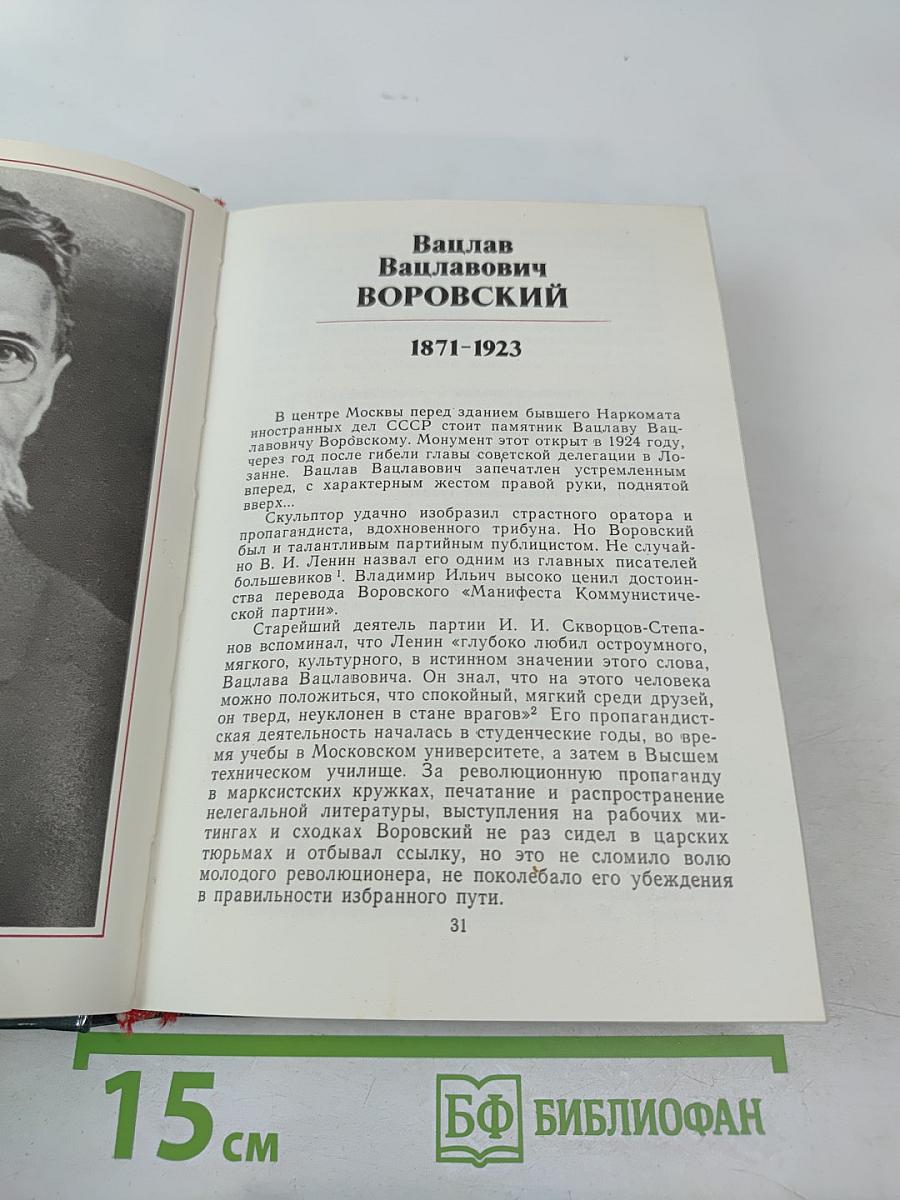 Вацлав
Вацлавович
ВОРОВСКИЙ
1871–1923
В центре Москвы перед зданием бывшего Наркомата
иностранных дел СССР стоит памятник Вацлаву Вац-
лавовичу Воровскому. Монумент этот открыт в 1924 году,
через год после гибели главы советской делегации в Ло-
занне. Вацлав Вацлавович запечатлен устремленным
вперед, с характерным жестом правой руки, поднятой
вверх...
Скульптор удачно изобразил страстного оратора и
пропагандиста, вдохновенного трибуна. Но Воровский
был и талантливым партийным публицистом. Не случай-
но В. И. Ленин назвал его одним из главных писателей
большевиков¹. Владимир Ильич высоко ценил достоин-
ства перевода Воровского «Манифеста Коммунистиче-
ской партии».
Старейший деятель партии И. И. Скворцов-Степа-
нов вспоминал, что Ленин «глубоко любил остроумного,
мягкого, культурного, в истинном значении этого слова,
Вацлава Вацлавовича. Он знал, что на этого человека
можно положиться, что спокойный, мягкий среди друзей,
он тверд, неуклонен в стане врагов»² Его пропагандист-
ская деятельность началась в студенческие годы, во вре-
мя учебы в Московском университете, а затем в Высшем
техническом училище. За революционную пропаганду
в марксистских кружках, печатание и распространение
нелегальной литературы, выступления на рабочих ми-
тингах и сходках Воровский не раз сидел в царских
тюрьмах и отбывал ссылку, но это не сломило волю
молодого революционера, не поколебало его убеждения
в правильности избранного пути.
31
15 см
БФ БИБЛИОФАН